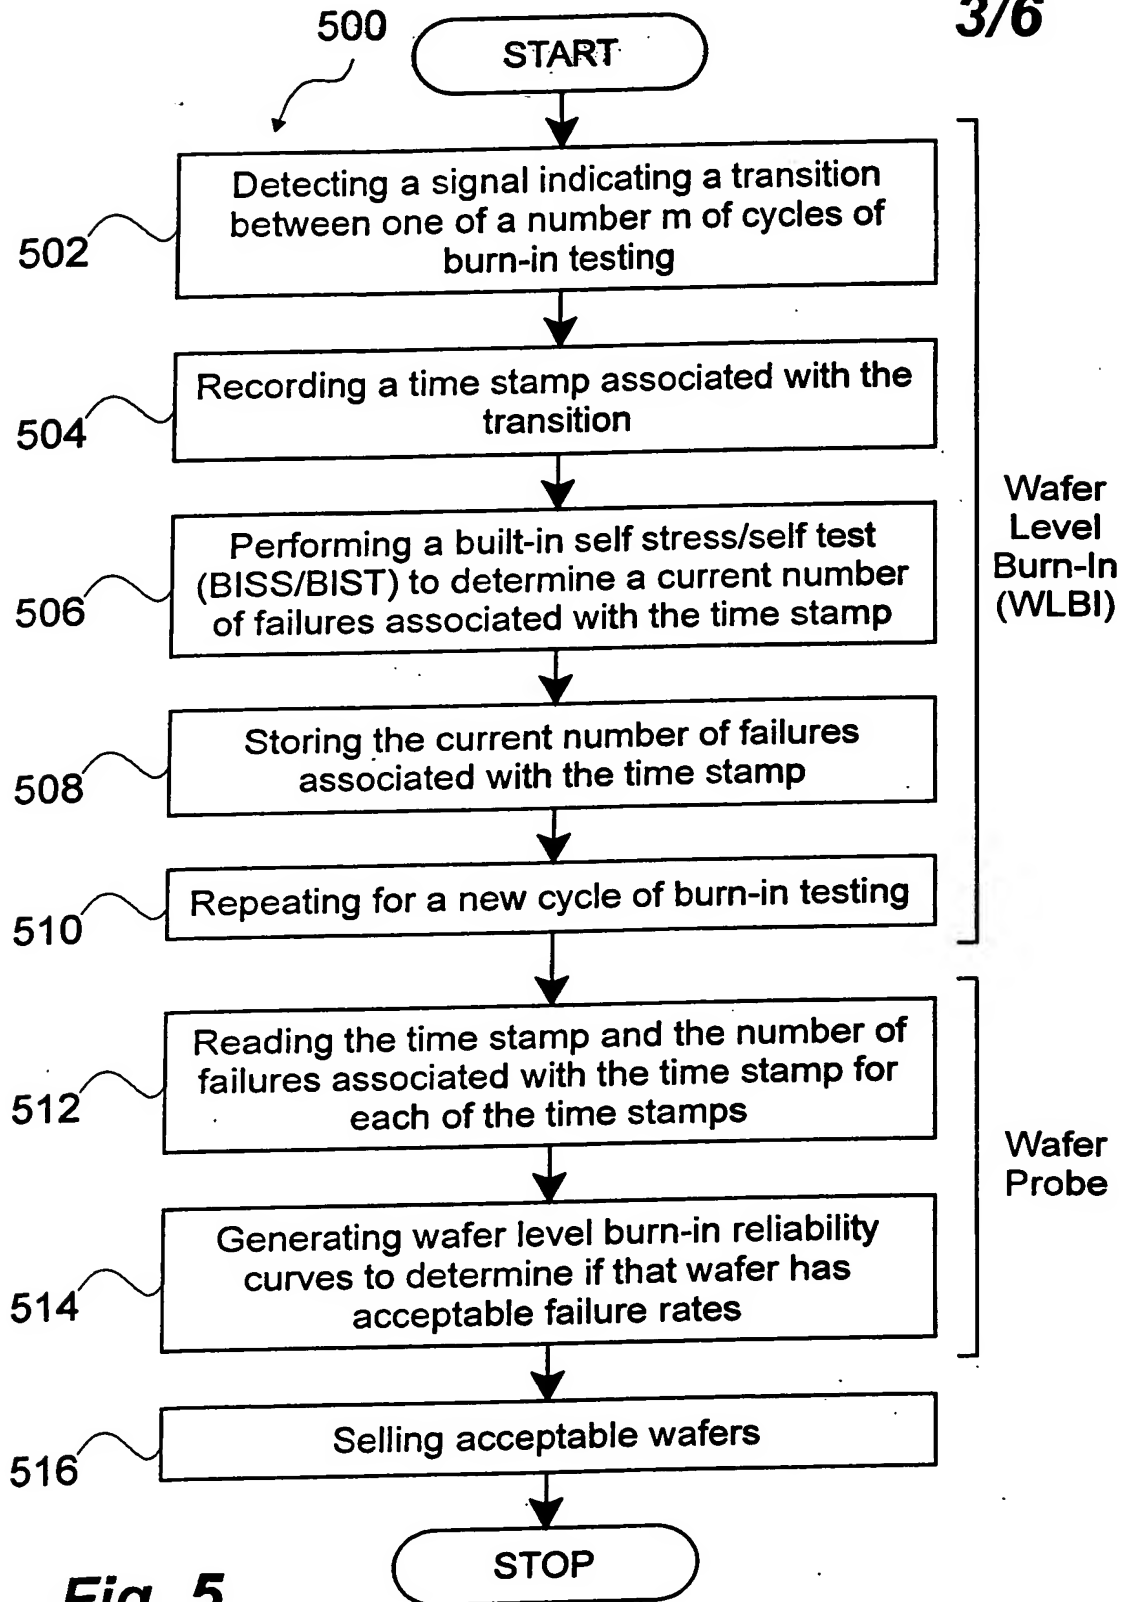 3/6
500
START
502
Detecting a signal indicating a transition
between one of a number m of cycles of
burn-in testing
504
Recording a time stamp associated with the
transition
506
Performing a built-in self stress/self test
(BISS/BIST) to determine a current number
of failures associated with the time stamp
508
Storing the current number of failures
associated with the time stamp
510
Repeating for a new cycle of burn-in testing
Wafer
Level
Burn-In
(WLBI)
512
Reading the time stamp and the number of
failures associated with the time stamp for
each of the time stamps
514
Generating wafer level burn-in reliability
curves to determine if that wafer has
acceptable failure rates
Wafer
Probe
516
Selling acceptable wafers
STOP
Fig. 5